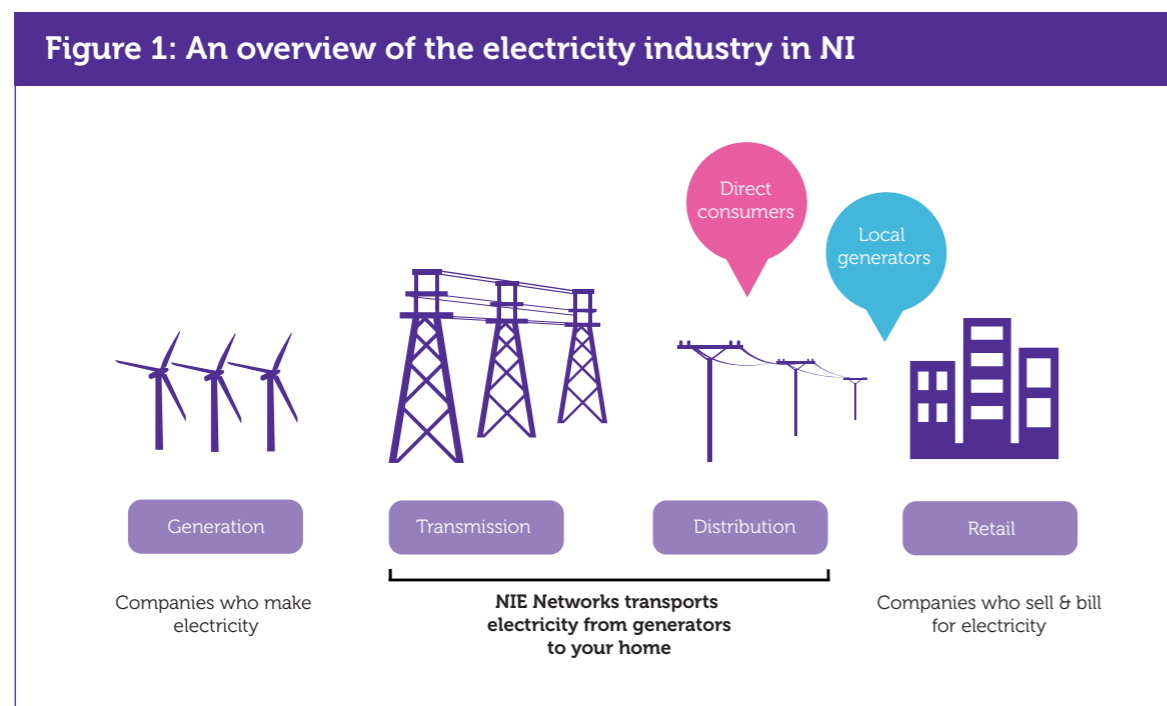 Figure 1: An overview of the electricity industry in NI
Direct
consumers
Local
generators
Generation
Transmission
Distribution
Retail
Companies who make
electricity
NIE Networks transports
electricity from generators
to your home
Companies who sell & bill
for electricity